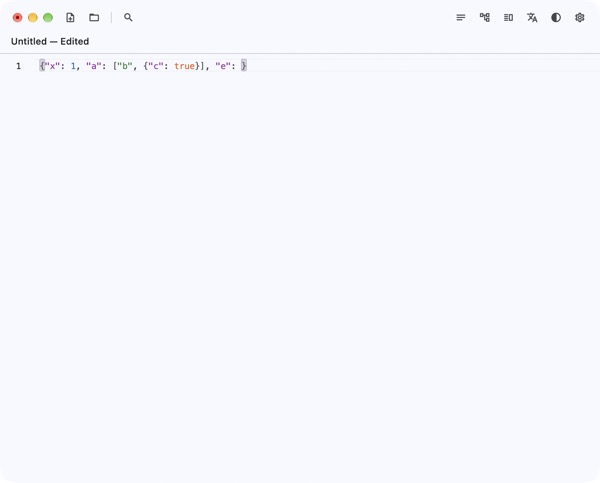 Untitled — Edited
1 {"x": 1, "a": ["b", {"c": true}], "e": }